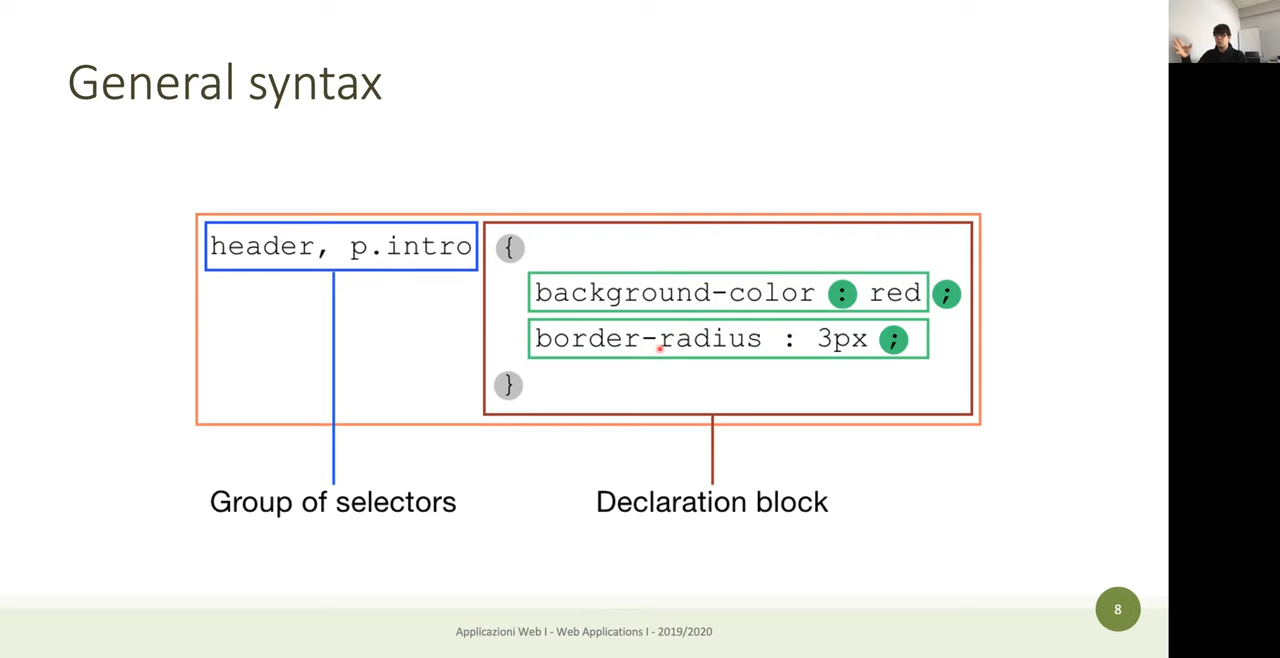 General syntax
header, p.intro {
background-color : red ;
border-radius : 3px ;
}
Group of selectors
Declaration block
8
Applicazioni Web I - Web Applications I - 2019/2020